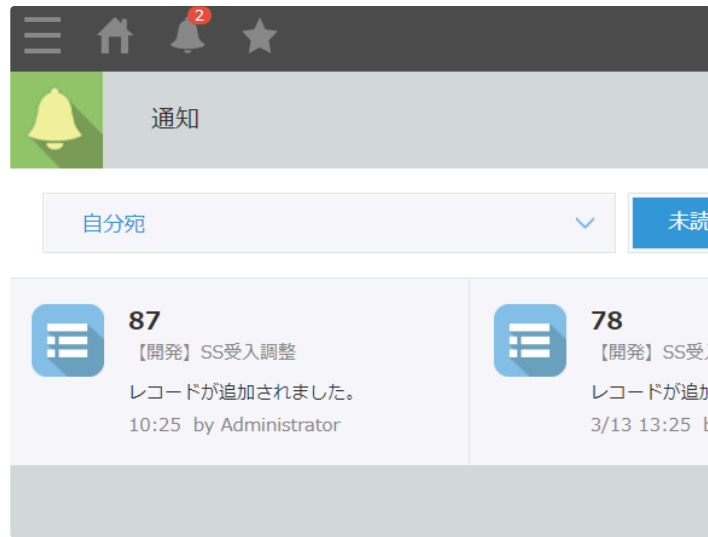 2
通知
自分宛
未読
87
【開発】SS受入調整
レコードが追加されました。
10:25 by Administrator
78
【開発】SS受
レコードが追
3/13 13:25